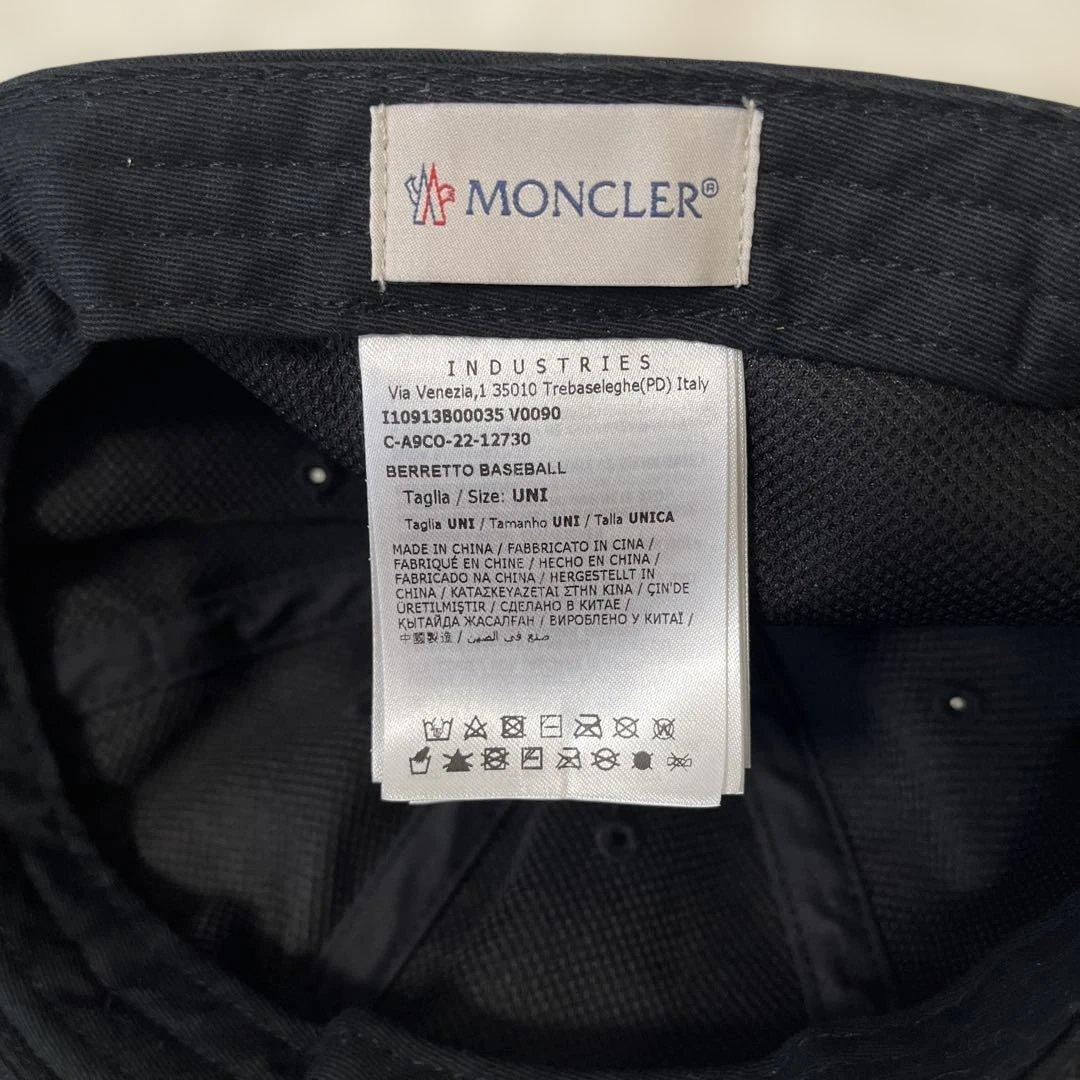 MONCLER®
INDUSTRIES
Via Venezia,1 35010 Trebaseleghe(PD) Italy
I10913B00035 V0090
C-A9CO-22-12730
BERRETTO BASEBALL
Taglia / Size: UNI
Taglia UNI / Tamanho UNI / Talla UNICA
MADE IN CHINA / FABBRICATO IN CINA /
FABRIQUÉ EN CHINE / HECHO EN CHINA /
FABRICADO NA CHINA / HERGESTELLT IN
CHINA / ΚΑΤΑΣΚΕΥΑΖΕΤΑΙ ΣΤΗΝ ΚΙΝΑ / ÇIN'DE
ÜRETILMIŞTIR / СДЕЛАНО В КИТАЕ /
ҚЫТАЙДА ЖАСАЛҒАН / ВИРОБЛЕНО У КИТАЇ /
中國製造 / صنع في الصين